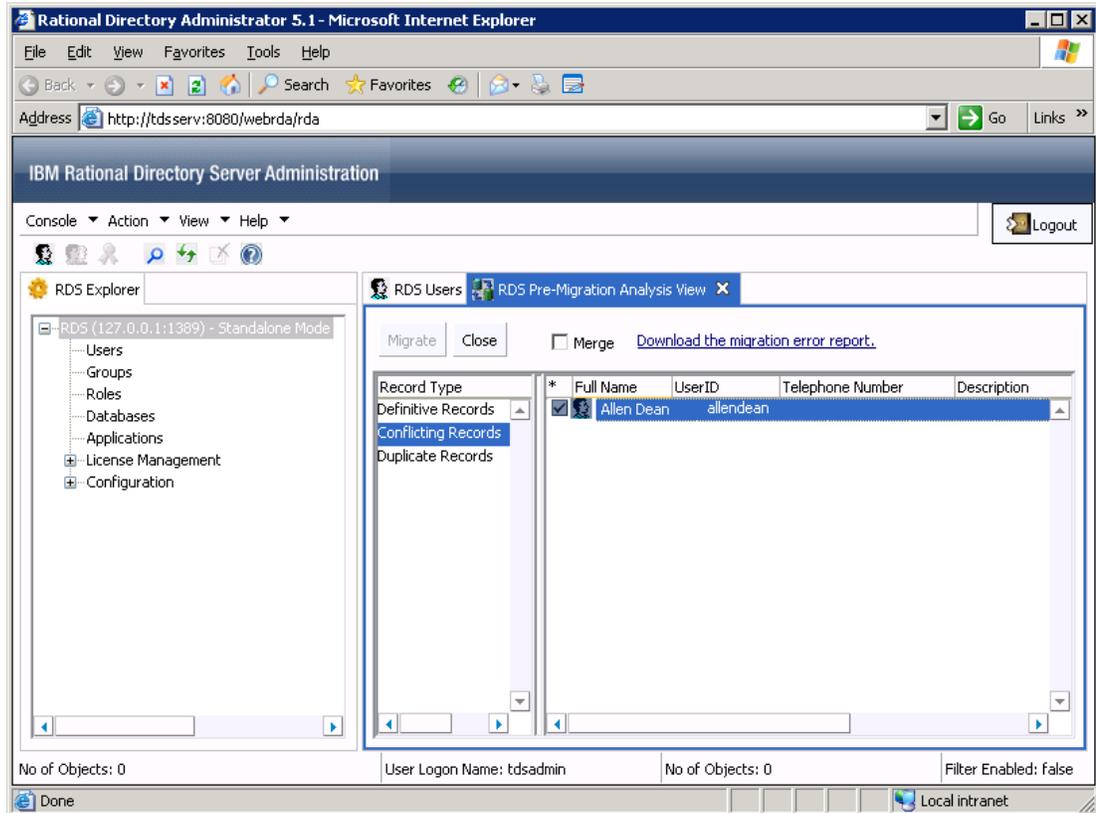 Rational Directory Administrator 5.1 - Microsoft Internet Explorer
File Edit View Favorites Tools Help
Back Search Favorites
Address http://tdsserv:8080/webrda/rda Go Links »
IBM Rational Directory Server Administration
Console Action View Help
Logout
RDS Explorer
RDS Users RDS Pre-Migration Analysis View
RDS (127.0.0.1:1389) - Standalone Mode
Users
Groups
Roles
Databases
Applications
License Management
Configuration
Migrate Close Merge Download the migration error report.
Record Type
Definitive Records
Conflicting Records
Duplicate Records
* Full Name UserID Telephone Number Description
Allen Dean allendean
No of Objects: 0 User Logon Name: tdsadmin No of Objects: 0 Filter Enabled: false
Done Local intranet